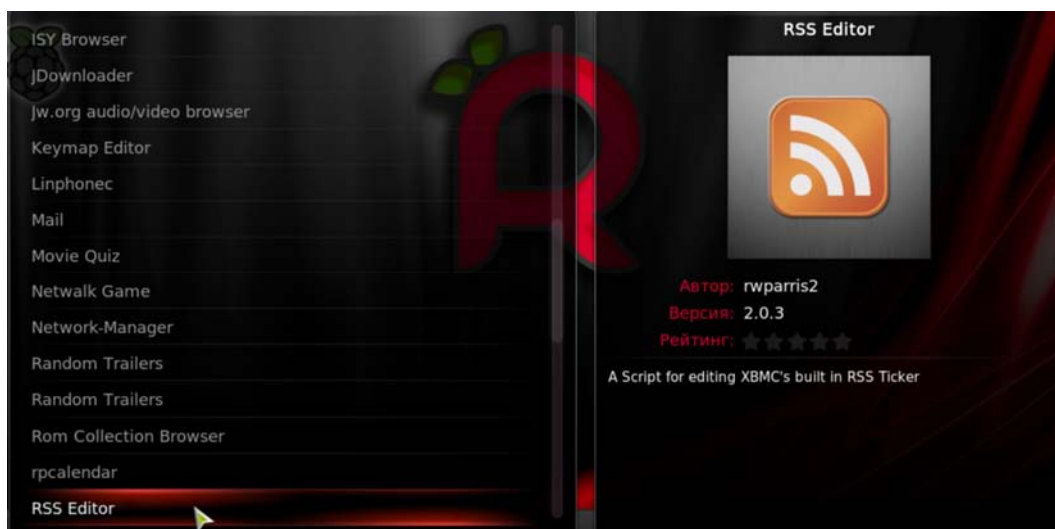 ISY Browser
JDownloader
Jw.org audio/video browser
Keymap Editor
Linphonec
Mail
Movie Quiz
Netwalk Game
Network-Manager
Random Trailers
Random Trailers
Rom Collection Browser
rpcalendar
RSS Editor
RSS Editor
Автор: rwparris2
Версия: 2.0.3
Рейтинг:
A Script for editing XBMC's built in RSS Ticker